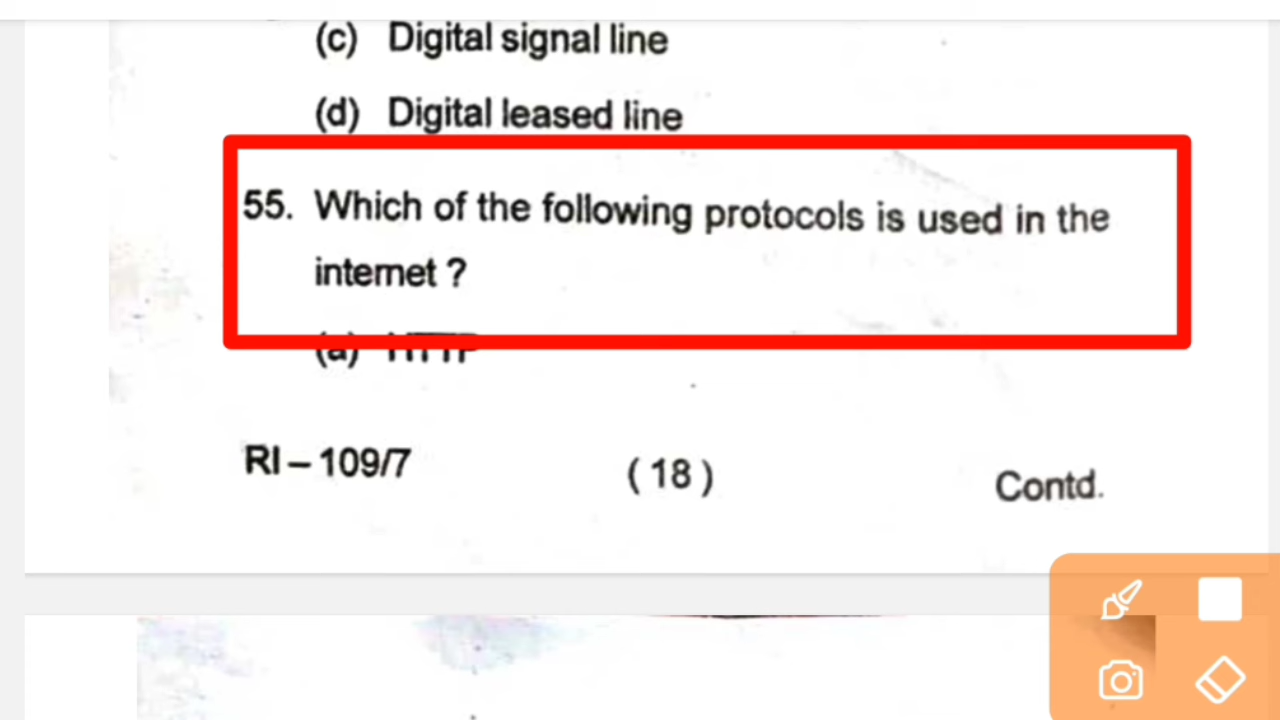 (c) Digital signal line
(d) Digital leased line
55. Which of the following protocols is used in the
internet ?
(a) HTTP
RI – 109/7
( 18 )
Contd.